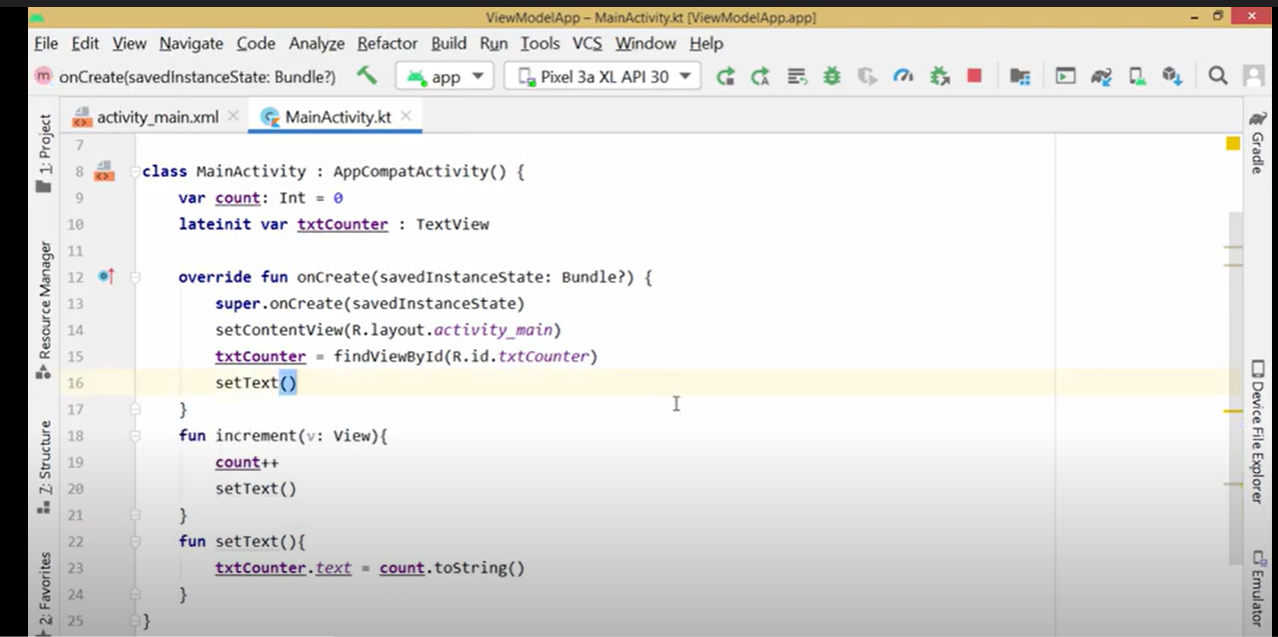 ViewModelApp – MainActivity.kt [ViewModelApp.app]
File Edit View Navigate Code Analyze Refactor Build Run Tools VCS Window Help
m onCreate(savedInstanceState: Bundle?) app Pixel 3a XL API 30
activity_main.xml MainActivity.kt
1: Project
Resource Manager
7: Structure
2: Favorites
7
8 class MainActivity : AppCompatActivity() {
9 var count: Int = 0
10 lateinit var txtCounter : TextView
11
12 override fun onCreate(savedInstanceState: Bundle?) {
13 super.onCreate(savedInstanceState)
14 setContentView(R.layout.activity_main)
15 txtCounter = findViewById(R.id.txtCounter)
16 setText()
17 }
18 fun increment(v: View){
19 count++
20 setText()
21 }
22 fun setText(){
23 txtCounter.text = count.toString()
24 }
25 }
Gradle
Device File Explorer
Emulator